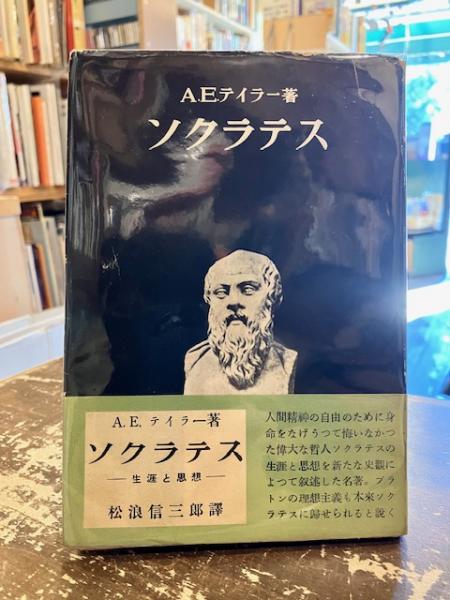 A.E.テイラー著
ソクラテス
A.E. テイラー著
ソクラテス
―生涯と思想―
松浪信三郎譯
人間精神の自由のために身
命をなげうつて悔いなかつ
た偉大な哲人ソクラテスの
生涯と思想を新たな史觀に
よつて叙述した名著。プラ
トンの理想主義も本来ソク
ラテスに歸せられると説く